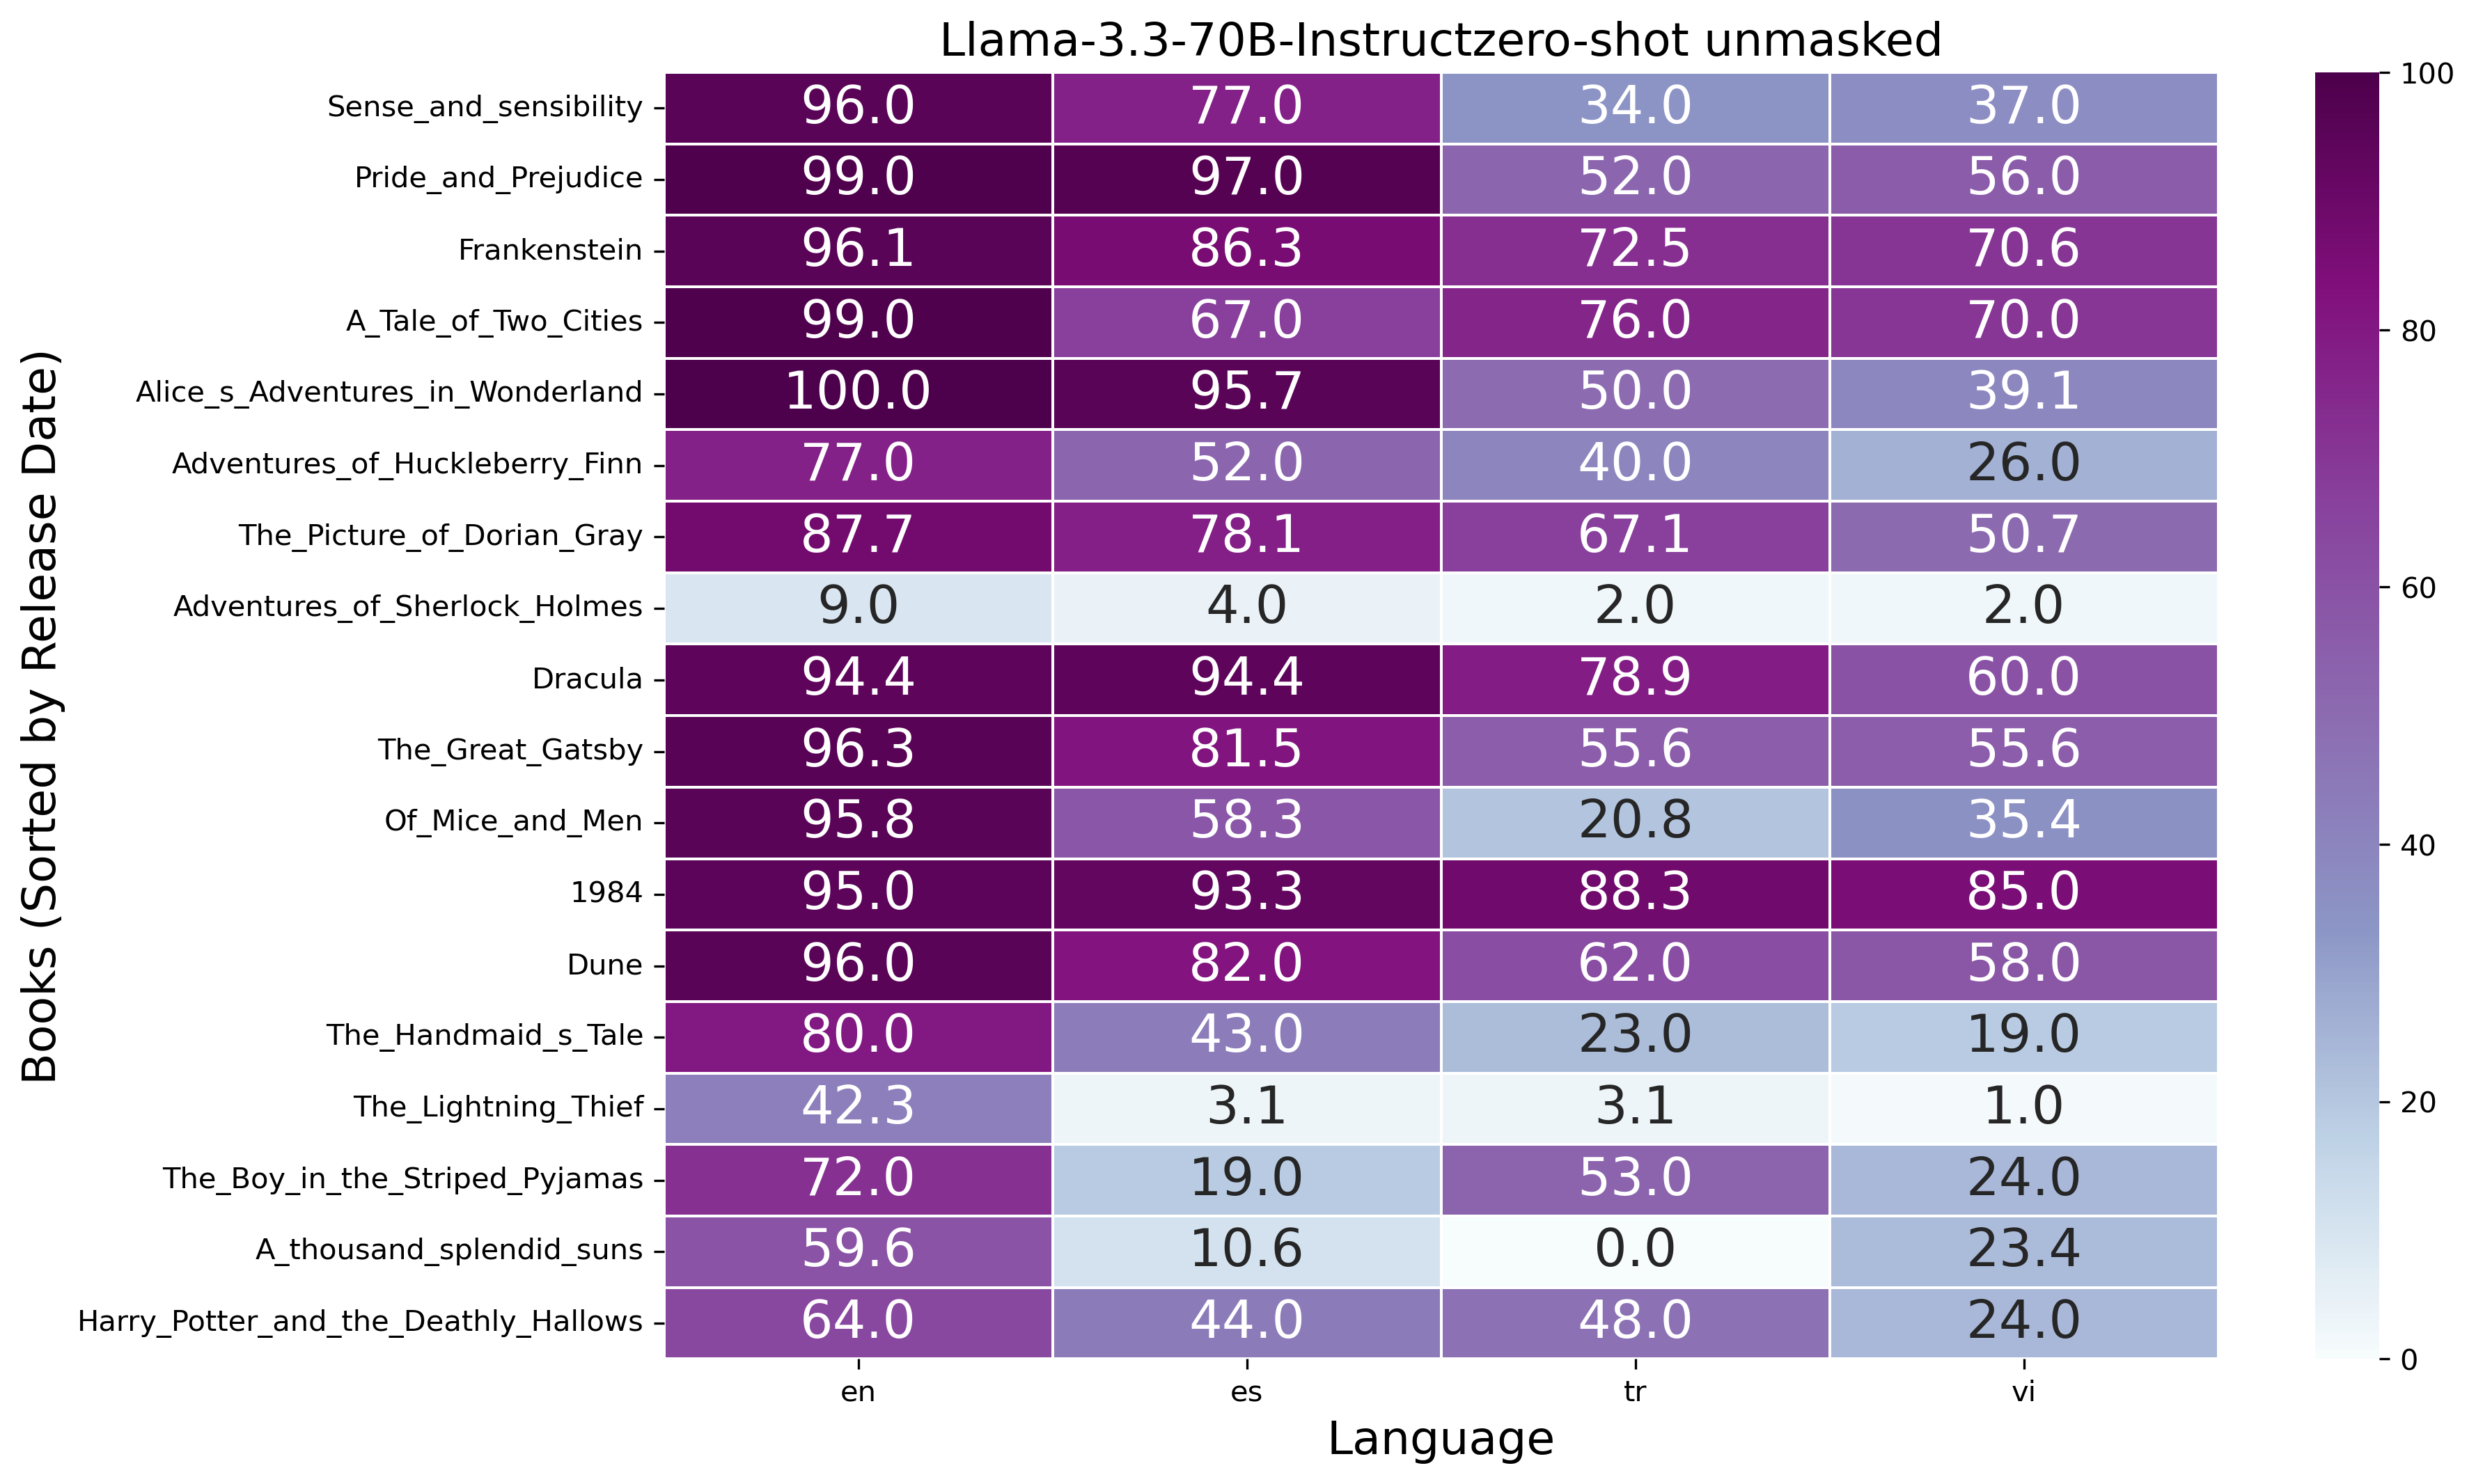 Llama-3.3-70B-Instructzero-shot unmasked
Books (Sorted by Release Date)
Sense_and_sensibility 96.0 77.0 34.0 37.0
Pride_and_Prejudice 99.0 97.0 52.0 56.0
Frankenstein 96.1 86.3 72.5 70.6
A_Tale_of_Two_Cities 99.0 67.0 76.0 70.0
Alice_s_Adventures_in_Wonderland 100.0 95.7 50.0 39.1
Adventures_of_Huckleberry_Finn 77.0 52.0 40.0 26.0
The_Picture_of_Dorian_Gray 87.7 78.1 67.1 50.7
Adventures_of_Sherlock_Holmes 9.0 4.0 2.0 2.0
Dracula 94.4 94.4 78.9 60.0
The_Great_Gatsby 96.3 81.5 55.6 55.6
Of_Mice_and_Men 95.8 58.3 20.8 35.4
1984 95.0 93.3 88.3 85.0
Dune 96.0 82.0 62.0 58.0
The_Handmaid_s_Tale 80.0 43.0 23.0 19.0
The_Lightning_Thief 42.3 3.1 3.1 1.0
The_Boy_in_the_Striped_Pyjamas 72.0 19.0 53.0 24.0
A_thousand_splendid_suns 59.6 10.6 0.0 23.4
Harry_Potter_and_the_Deathly_Hallows 64.0 44.0 48.0 24.0
en es tr vi
Language
100
80
60
40
20
0